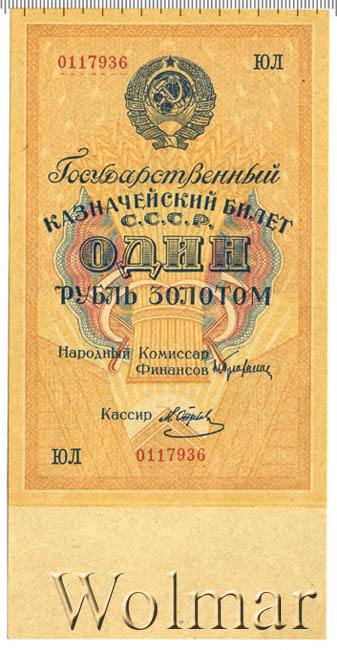 0117936 ЮЛ
Государственный
КАЗНАЧЕЙСКИЙ БИЛЕТ
С.С.С.Р.
ОДИН
РУБЛЬ ЗОЛОТОМ
Народный Комиссар
Финансов
Кассир
ЮЛ 0117936
Wolmar